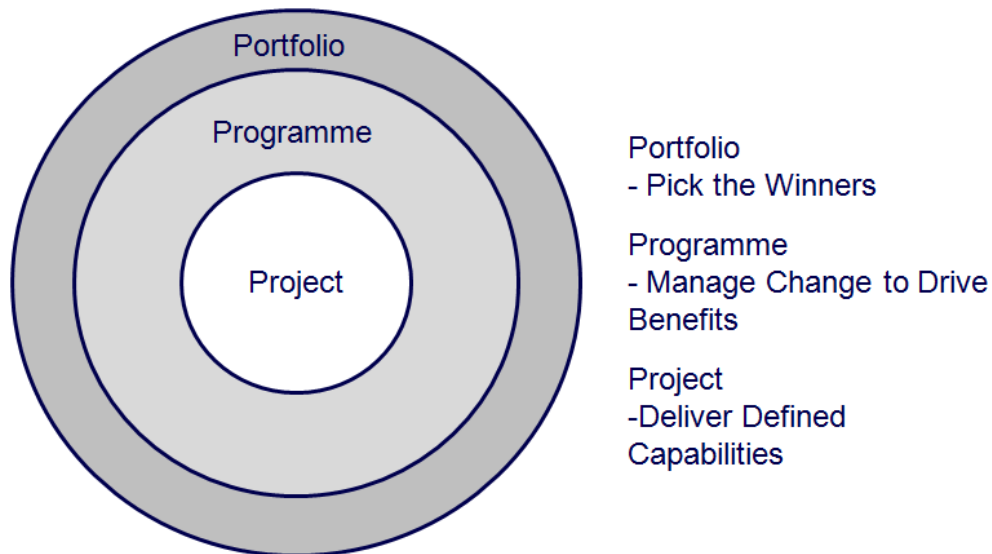 Portfolio
Programme
Project
Portfolio
- Pick the Winners
Programme
- Manage Change to Drive
Benefits
Project
-Deliver Defined
Capabilities